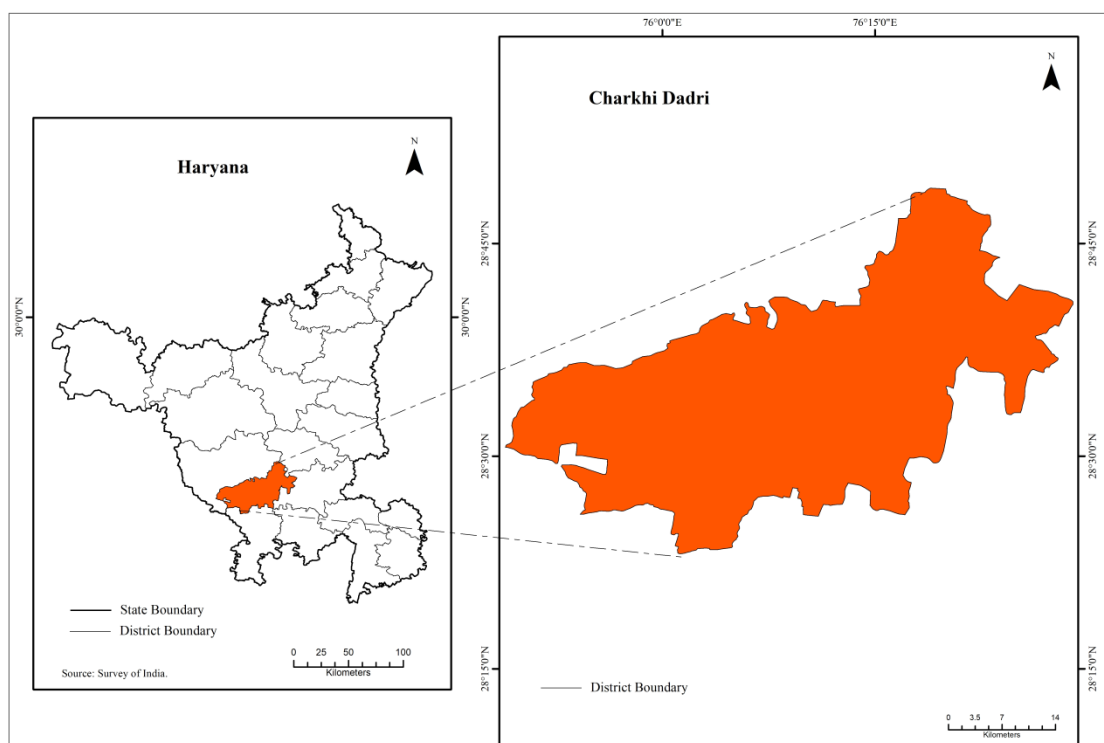 Haryana
N
30°0'0"N
30°0'0"N
State Boundary
District Boundary
Source: Survey of India.
0 25 50 100
Kilometers
76°0'0"E 76°15'0"E
Charkhi Dadri
N
28°45'0"N
28°45'0"N
28°30'0"N
28°30'0"N
28°15'0"N
28°15'0"N
District Boundary
0 3.5 7 14
Kilometers